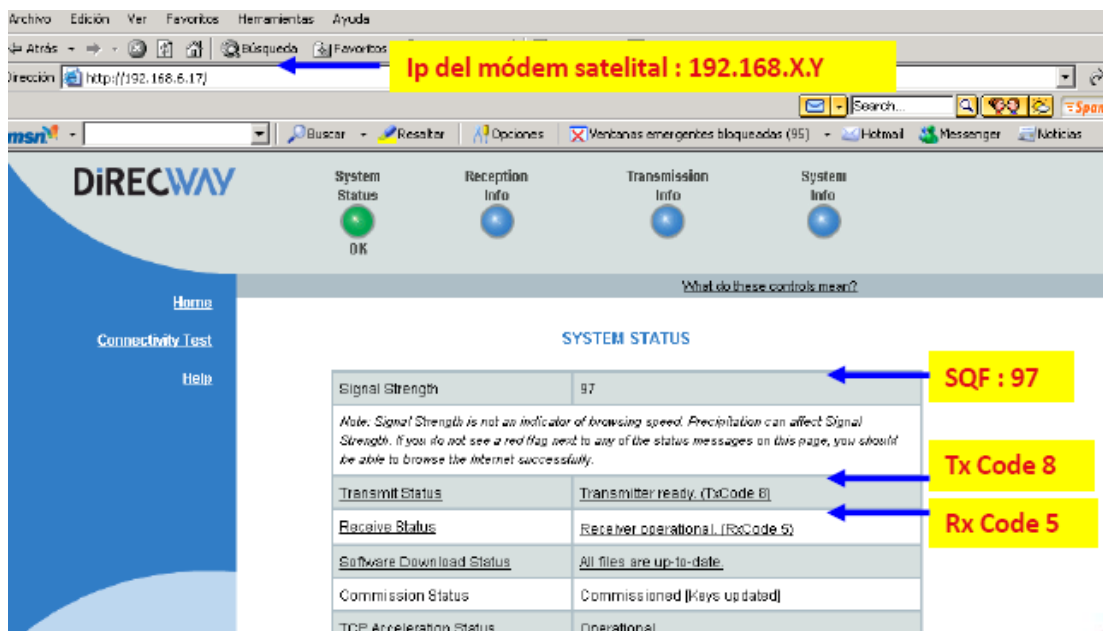 Archivo Edición Ver Favoritos Herramientas Ayuda
Atrás Búsqueda Favoritos
Ip del módem satelital : 192.168.X.Y
Dirección http://192.168.6.17/
Search...
msn Buscar Resaltar Opciones Ventanas emergentes bloqueadas (95) Hotmail Messenger Noticias
DiRECWAY
System Status
OK
Reception Info
Transmission Info
System Info
What do these controls mean?
Home
Connectivity Test
Help
SYSTEM STATUS
Signal Strength 97
SQF : 97
Note: Signal Strength is not an indicator of browsing speed. Precipitation can affect Signal
Strength. If you do not see a red flag next to any of the status messages on this page, you should
be able to browse the Internet successfully.
Tx Code 8
Transmit Status Transmitter ready. (TxCode 8)
Rx Code 5
Receive Status Receiver operational. (RxCode 5)
Software Download Status All files are up-to-date.
Commission Status Commissioned [Keys updated]
TCP Acceleration Status Operational